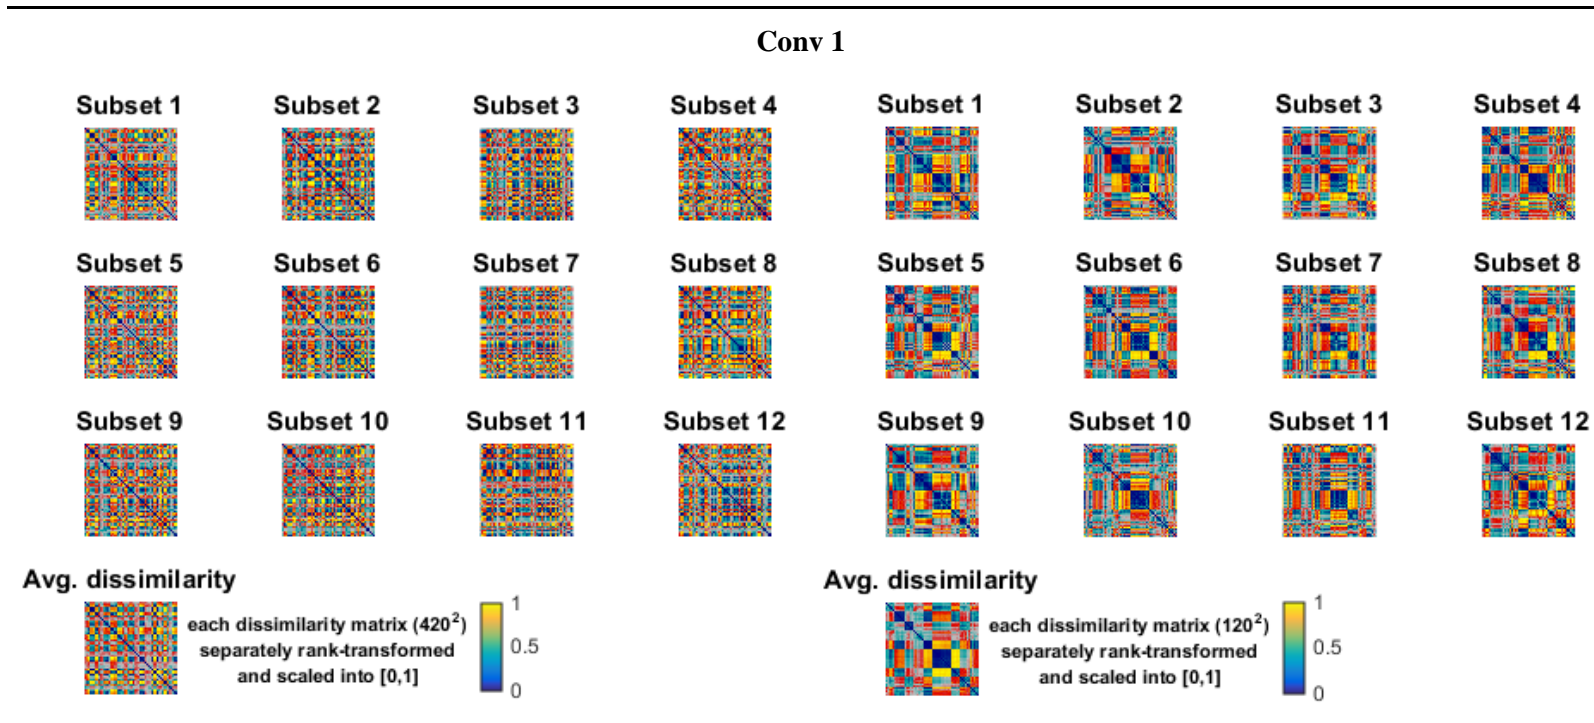 Conv 1
Subset 1 Subset 2 Subset 3 Subset 4 Subset 1 Subset 2 Subset 3 Subset 4
Subset 5 Subset 6 Subset 7 Subset 8 Subset 5 Subset 6 Subset 7 Subset 8
Subset 9 Subset 10 Subset 11 Subset 12 Subset 9 Subset 10 Subset 11 Subset 12
Avg. dissimilarity
each dissimilarity matrix (420²)
separately rank-transformed
and scaled into [0,1]
1
0.5
0
Avg. dissimilarity
each dissimilarity matrix (120²)
separately rank-transformed
and scaled into [0,1]
1
0.5
0